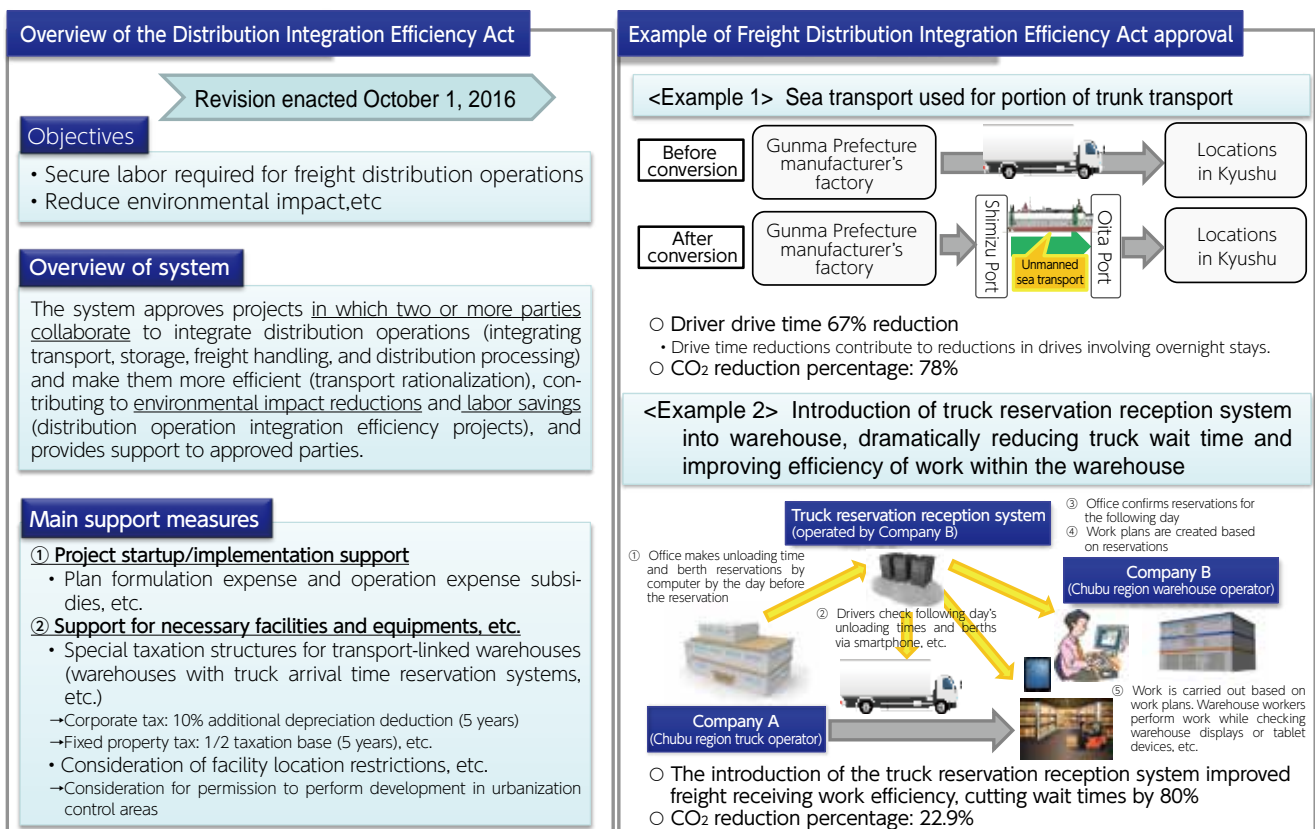 Overview of the Distribution Integration Efficiency Act
Revision enacted October 1, 2016
Objectives
・Secure labor required for freight distribution operations
・Reduce environmental impact,etc
Overview of system
The system approves projects in which two or more parties
collaborate to integrate distribution operations (integrating
transport, storage, freight handling, and distribution processing)
and make them more efficient (transport rationalization), con-
tributing to environmental impact reductions and labor savings
(distribution operation integration efficiency projects), and
provides support to approved parties.
Main support measures
① Project startup/implementation support
・Plan formulation expense and operation expense subsi-
dies, etc.
② Support for necessary facilities and equipments, etc.
・Special taxation structures for transport-linked warehouses
(warehouses with truck arrival time reservation systems,
etc.)
→Corporate tax: 10% additional depreciation deduction (5 years)
→Fixed property tax: 1/2 taxation base (5 years), etc.
・Consideration of facility location restrictions, etc.
→Consideration for permission to perform development in urbanization
control areas
Example of Freight Distribution Integration Efficiency Act approval
<Example 1> Sea transport used for portion of trunk transport
Before
conversion
Gunma Prefecture
manufacturer's
factory
Locations
in Kyushu
After
conversion
Gunma Prefecture
manufacturer's
factory
Shimizu Port
Unmanned
sea transport
Oita Port
Locations
in Kyushu
○ Driver drive time 67% reduction
・Drive time reductions contribute to reductions in drives involving overnight stays.
○ CO2 reduction percentage: 78%
<Example 2> Introduction of truck reservation reception system
into warehouse, dramatically reducing truck wait time and
improving efficiency of work within the warehouse
Truck reservation reception system
(operated by Company B)
① Office makes unloading time
and berth reservations by
computer by the day before
the reservation
② Drivers check following day's
unloading times and berths
via smartphone, etc.
③ Office confirms reservations for
the following day
④ Work plans are created based
on reservations
Company B
(Chubu region warehouse operator)
⑤ Work is carried out based on
work plans. Warehouse workers
perform work while checking
warehouse displays or tablet
devices, etc.
Company A
(Chubu region truck operator)
○ The introduction of the truck reservation reception system improved
freight receiving work efficiency, cutting wait times by 80%
○ CO2 reduction percentage: 22.9%